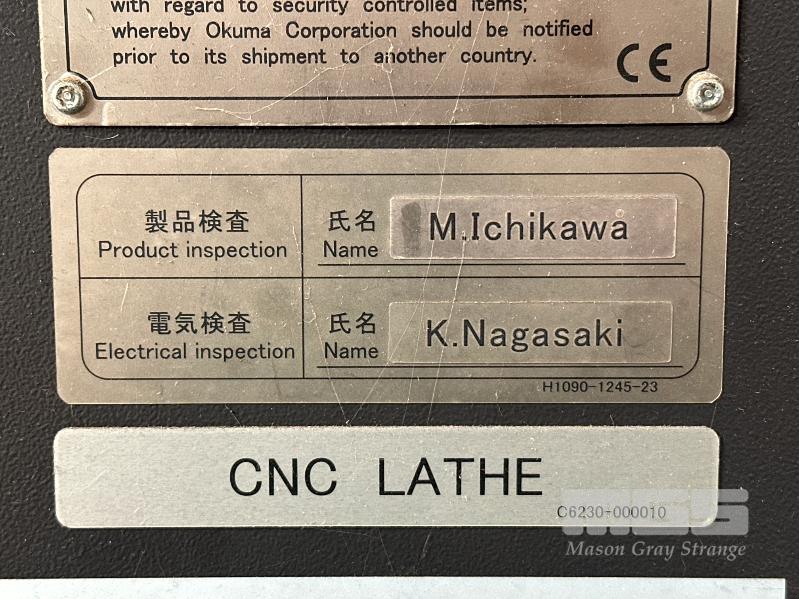 with regard to security controlled items;
whereby Okuma Corporation should be notified
prior to its shipment to another country.
CE
製品検査
Product inspection
氏名
Name
M.Ichikawa
電気検査
Electrical inspection
氏名
Name
K.Nagasaki
H1090-1245-23
CNC LATHE
C6230-000010
MGS
Mason Gray Strange